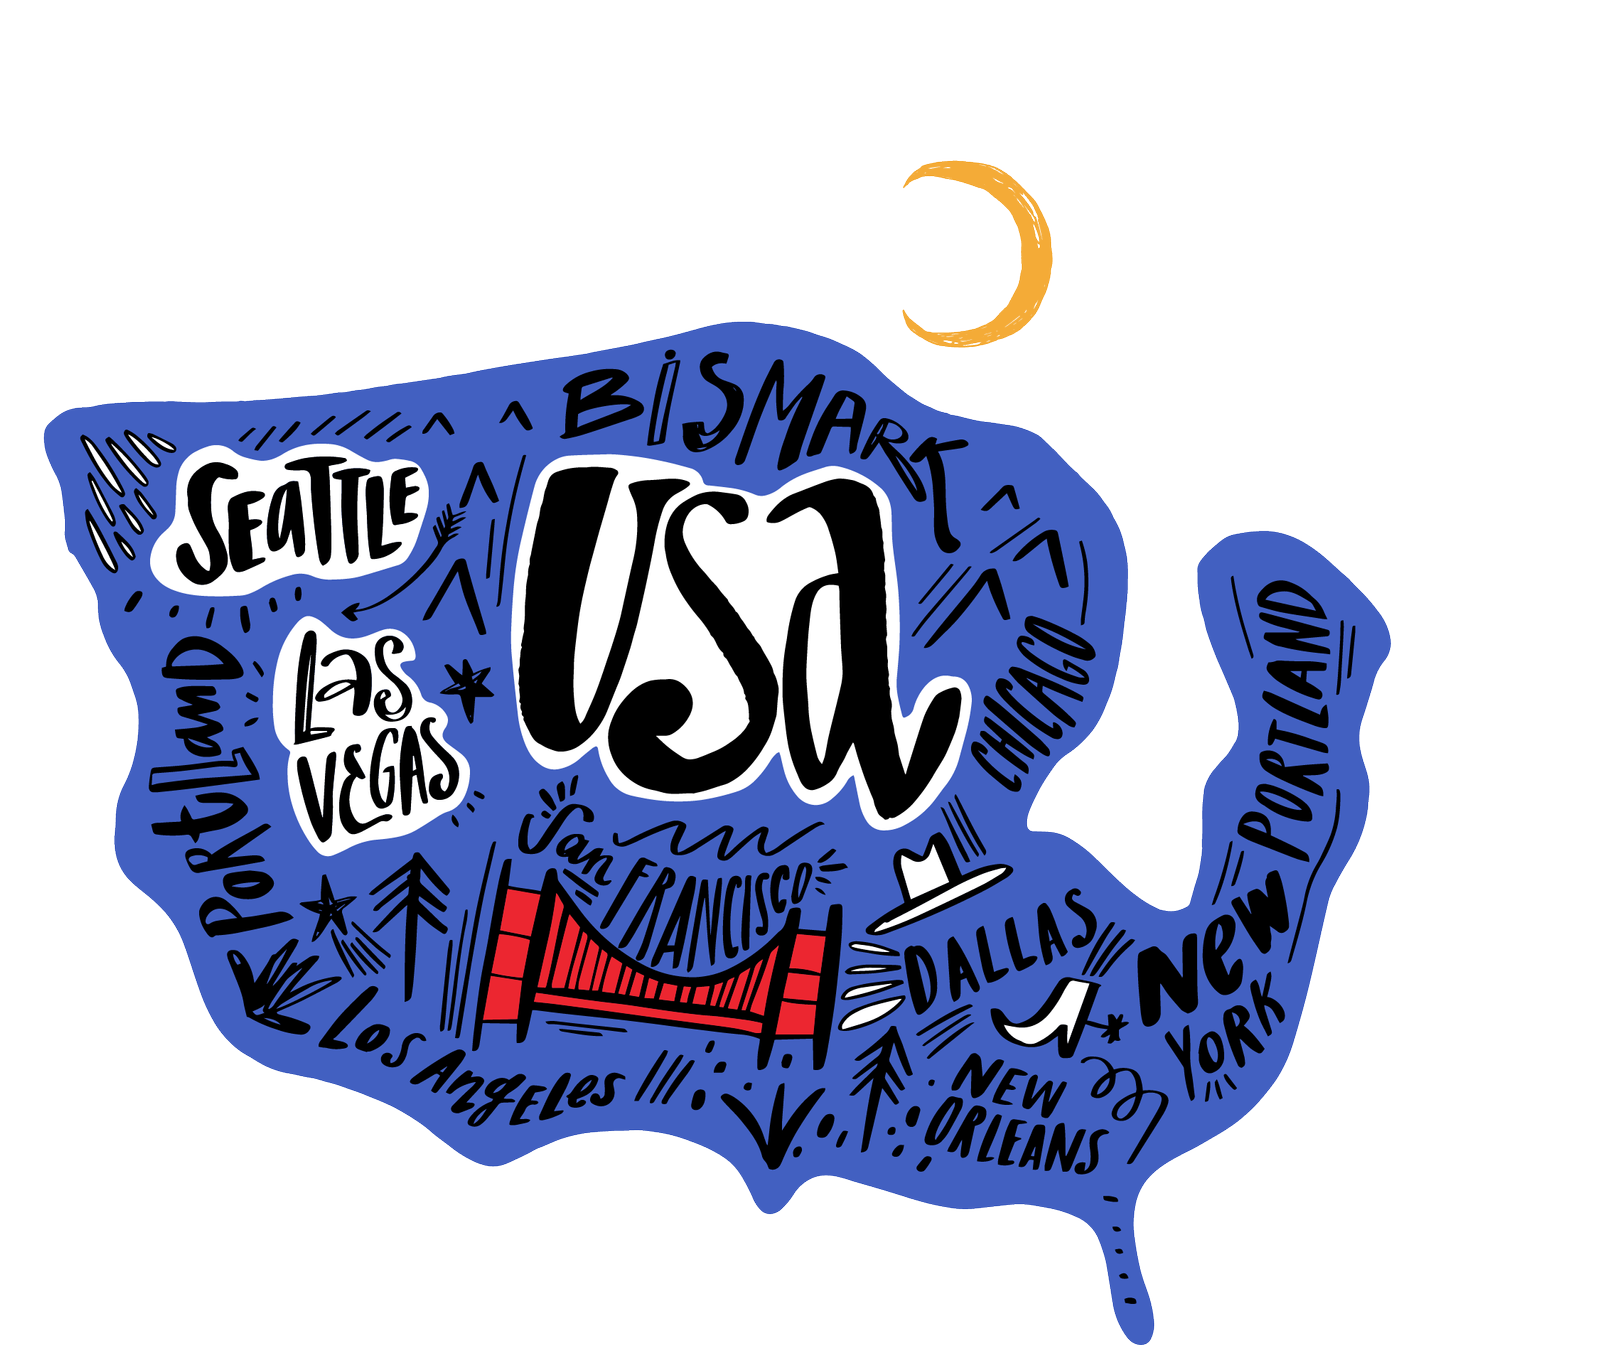 BiSMARK
SEaTTLE
USa
PORTLAND
Las
VEGAS
PORtLanD
CHICAGO
San FRANCISCO
DALLAS
New
YORK
Los Angeles
NEW
ORLEANS